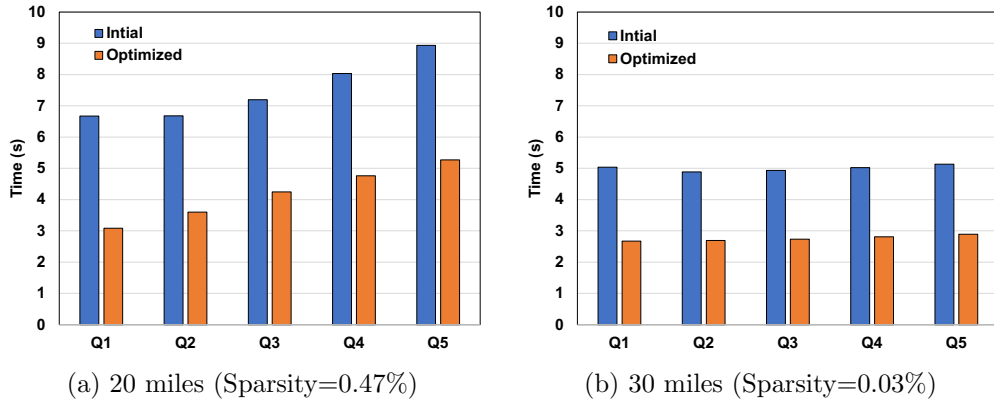 10
9
8
7
6
5
4
3
2
1
0
Time (s)
Intial
Optimized
Q1 Q2 Q3 Q4 Q5
(a) 20 miles (Sparsity=0.47%)
10
9
8
7
6
5
4
3
2
1
0
Time (s)
Intial
Optimized
Q1 Q2 Q3 Q4 Q5
(b) 30 miles (Sparsity=0.03%)